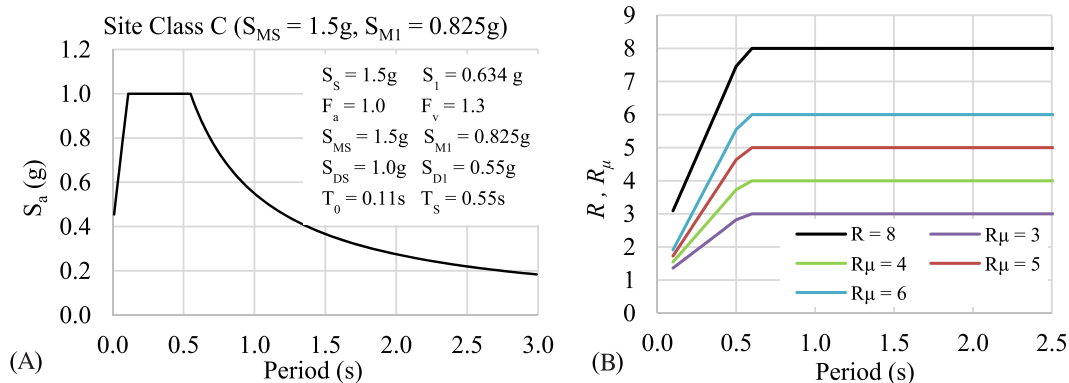 Site Class C (S_MS = 1.5g, S_M1 = 0.825g)
1.2
1.0
0.8
0.6
0.4
0.2
0.0
S_a (g)
S_S = 1.5g S_1 = 0.634 g
F_a = 1.0 F_v = 1.3
S_MS = 1.5g S_M1 = 0.825g
S_DS = 1.0g S_D1 = 0.55g
T_0 = 0.11s T_S = 0.55s
0.0 0.5 1.0 1.5 2.0 2.5 3.0
Period (s)
(A)
9
8
7
6
5
4
3
2
1
0
R , R_μ
R = 8 Rμ = 3
Rμ = 4 Rμ = 5
Rμ = 6
0.0 0.5 1.0 1.5 2.0 2.5
Period (s)
(B)